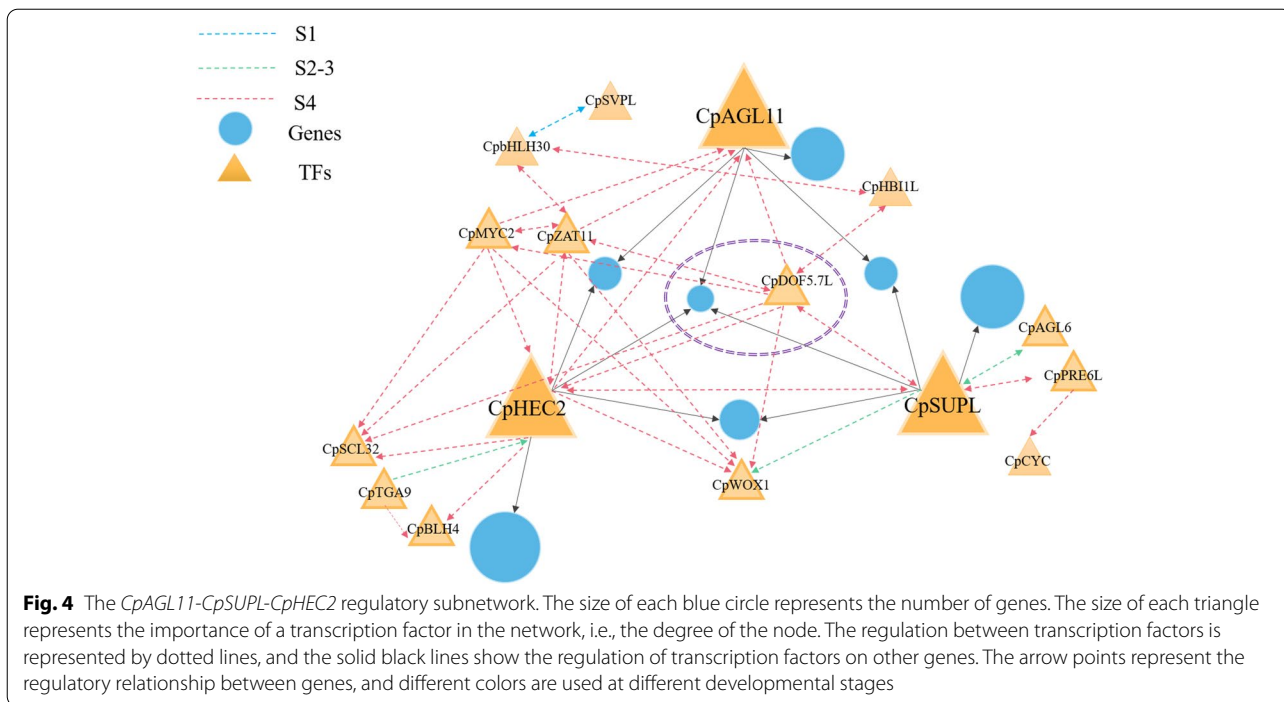 S1
S2-3
S4
Genes
TFs
CpSVPL
CpAGL11
CpbHLH30
CpHBI1L
CpMYC2
CpZAT11
CpDOF5.7L
CpAGL6
CpPRE6L
CpHEC2
CpSUPL
CpSCL32
CpCYC
CpTGA9
CpWOX1
CpBLH4
Fig. 4 The CpAGL11-CpSUPL-CpHEC2 regulatory subnetwork. The size of each blue circle represents the number of genes. The size of each triangle
represents the importance of a transcription factor in the network, i.e., the degree of the node. The regulation between transcription factors is
represented by dotted lines, and the solid black lines show the regulation of transcription factors on other genes. The arrow points represent the
regulatory relationship between genes, and different colors are used at different developmental stages